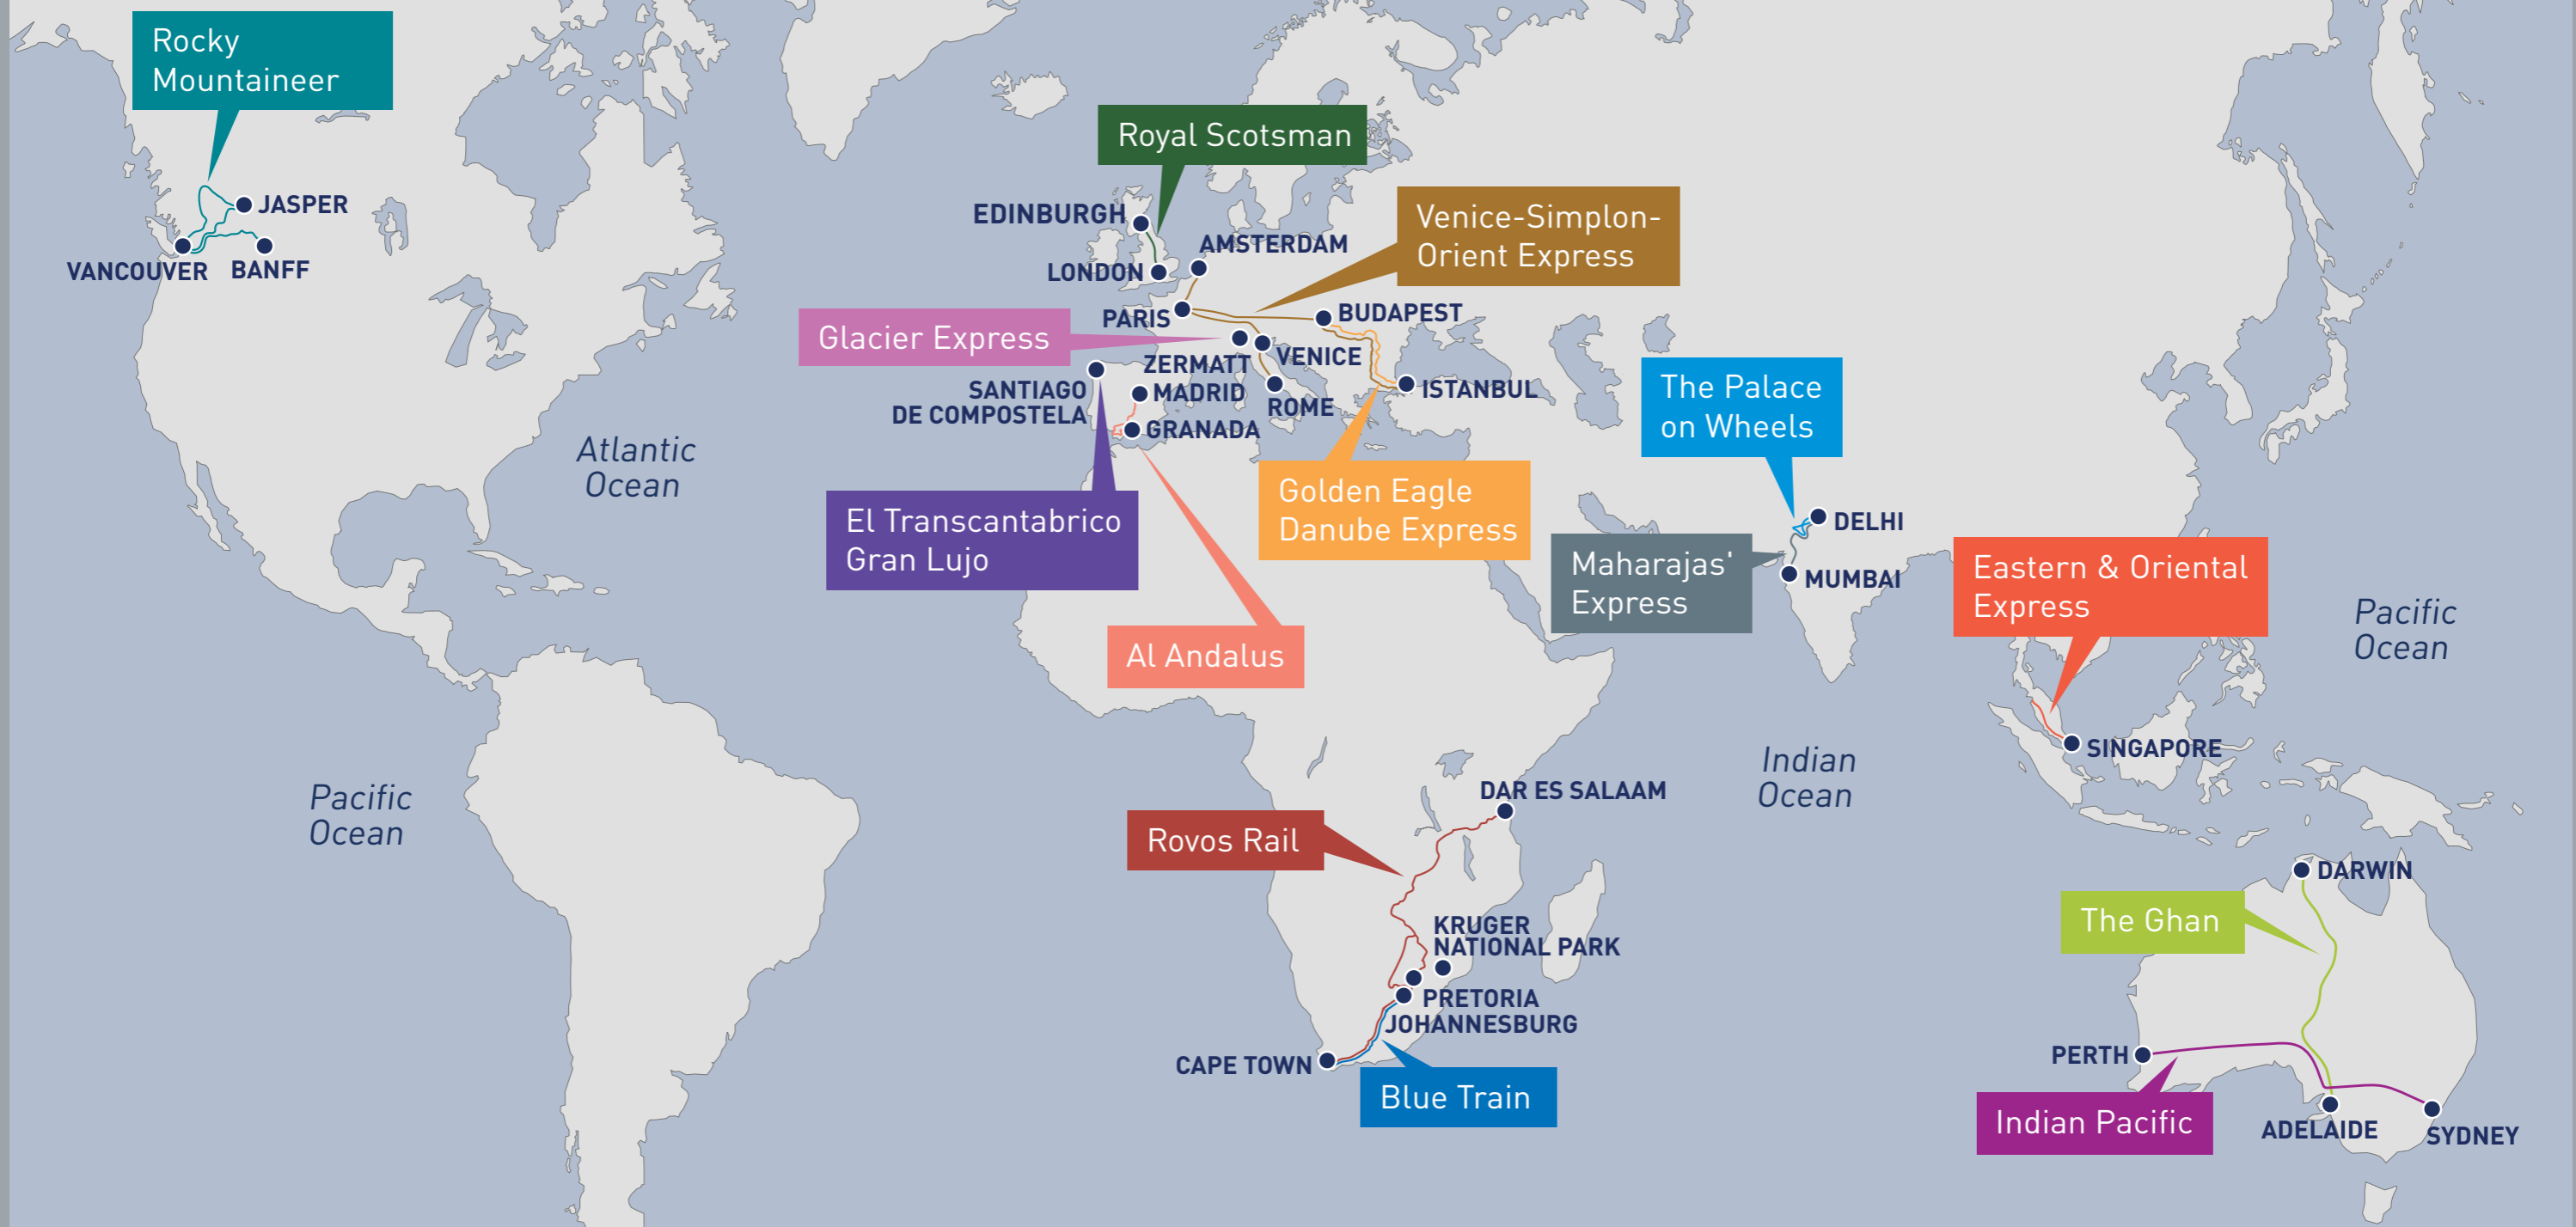 Rocky
Mountaineer
JASPER
VANCOUVER
BANFF
Royal Scotsman
EDINBURGH
AMSTERDAM
LONDON
Venice-Simplon-
Orient Express
PARIS
BUDAPEST
Glacier Express
ZERMATT
VENICE
SANTIAGO
DE COMPOSTELA
MADRID
ROME
ISTANBUL
GRANADA
The Palace
on Wheels
Atlantic
Ocean
El Transcantabrico
Gran Lujo
Golden Eagle
Danube Express
DELHI
Maharajas'
Express
MUMBAI
Eastern & Oriental
Express
Pacific
Ocean
Al Andalus
SINGAPORE
Indian
Ocean
Pacific
Ocean
DAR ES SALAAM
Rovos Rail
DARWIN
The Ghan
KRUGER
NATIONAL PARK
PRETORIA
JOHANNESBURG
CAPE TOWN
Blue Train
PERTH
Indian Pacific
ADELAIDE
SYDNEY